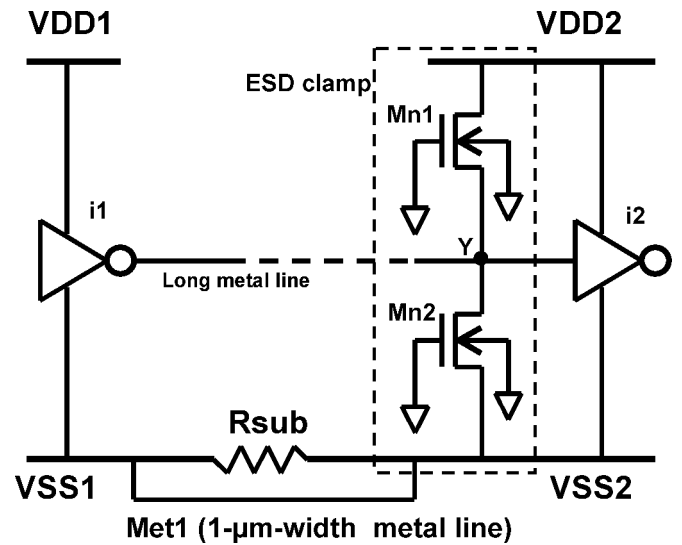 VDD1
VDD2
ESD clamp
Mn1
i1
i2
Y
Long metal line
Mn2
Rsub
VSS1
VSS2
Met1 (1-μm-width metal line)